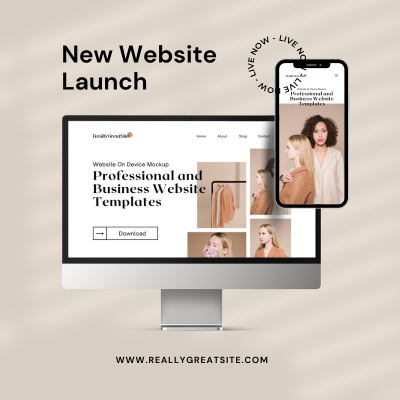 New Website
Launch
LIVE NOW - LIVE NOW - LIVE NOW -
ReallyGreatSite
Home
About
Shop
Contact
Website On Device Mockup
Professional and
Business Website
Templates
Download
Website On Device Mockup
Professional and
Business Website
Templates
WWW.REALLYGREATSITE.COM